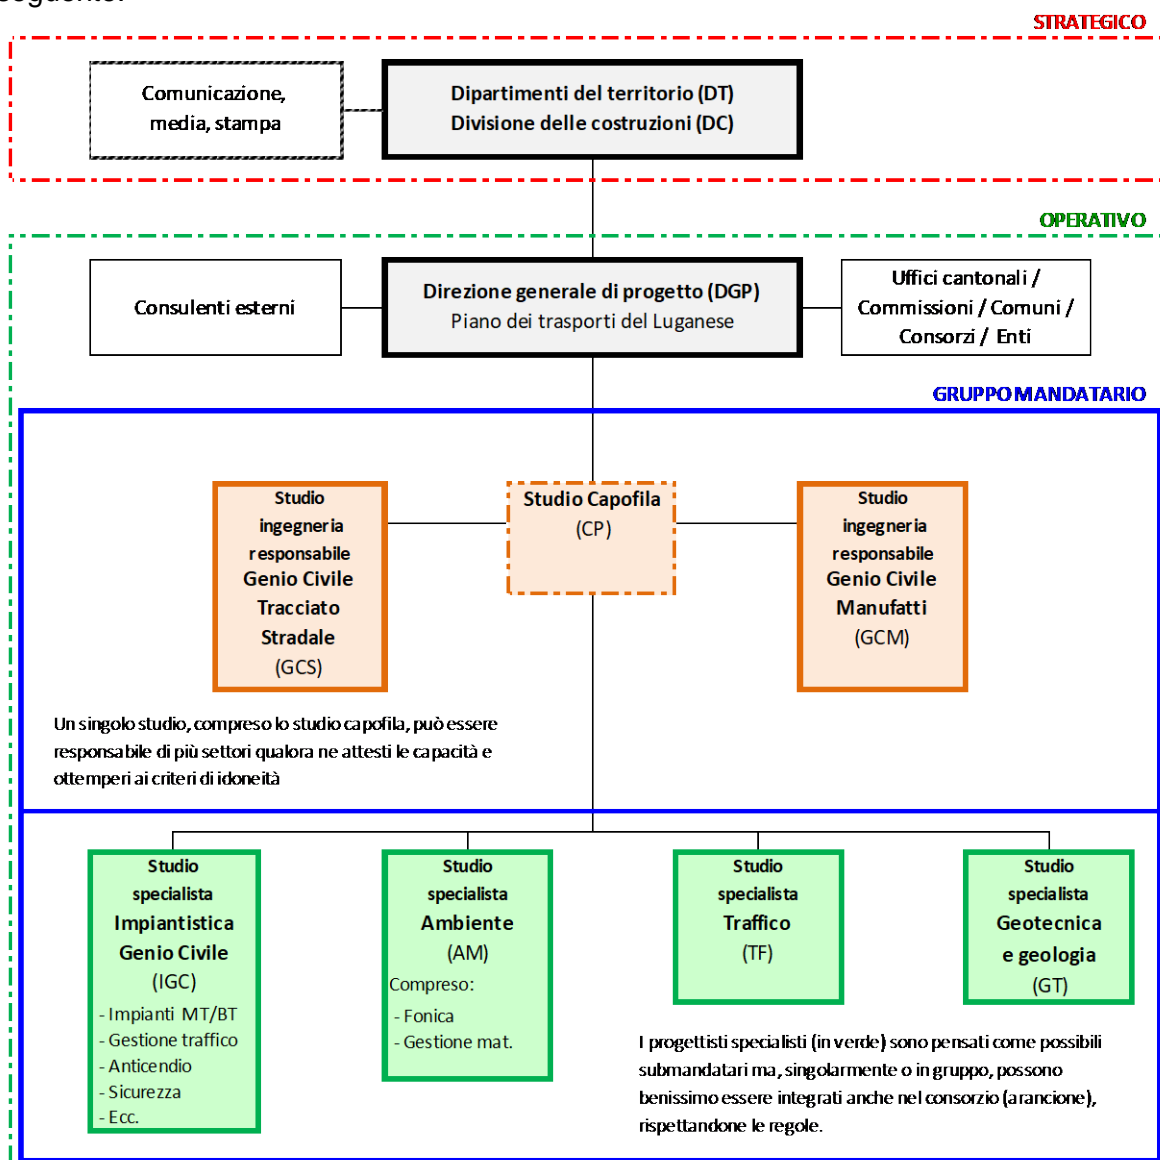 seguente:
STRATEGICO
Comunicazione,
media, stampa
Dipartimenti del territorio (DT)
Divisione delle costruzioni (DC)
OPERATIVO
Consulenti esterni
Direzione generale di progetto (DGP)
Piano dei trasporti del Luganese
Uffici cantonali /
Commissioni / Comuni /
Consorzi / Enti
GRUPPO MANDATARIO
Studio
ingegneria
responsabile
Genio Civile
Tracciato
Stradale
(GCS)
Studio Capofila
(CP)
Studio
ingegneria
responsabile
Genio Civile
Manufatti
(GCM)
Un singolo studio, compreso lo studio capofila, può essere
responsabile di più settori qualora ne attesti le capacità e
ottemperi ai criteri di idoneità
Studio
specialista
Impiantistica
Genio Civile
(IGC)
- Impianti MT/BT
- Gestione traffico
- Anticendio
- Sicurezza
- Ecc.
Studio
specialista
Ambiente
(AM)
Compreso:
- Fonica
- Gestione mat.
Studio
specialista
Traffico
(TF)
Studio
specialista
Geotecnica
e geologia
(GT)
I progettisti specialisti (in verde) sono pensati come possibili
submandatari ma, singolarmente o in gruppo, possono
benissimo essere integrati anche nel consorzio (arancione),
rispettandone le regole.